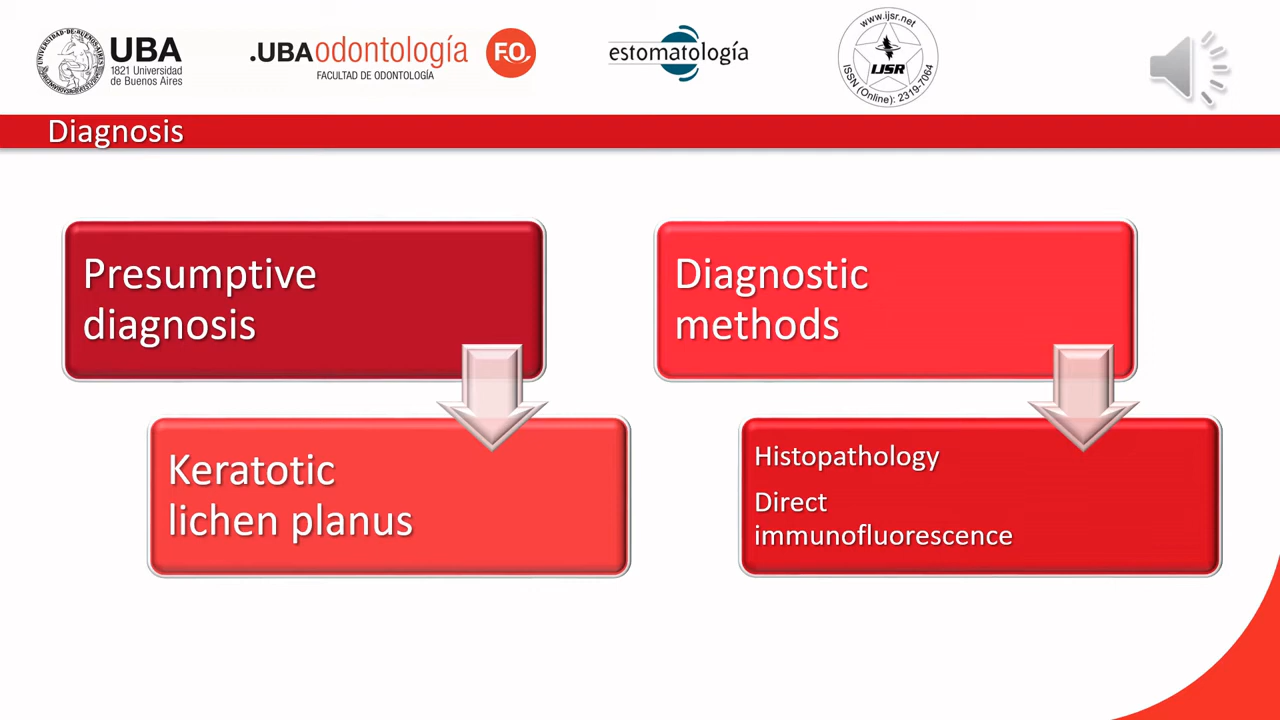 UBA
1821 Universidad
de Buenos Aires
.UBAodontología
FACULTAD DE ODONTOLOGÍA
F.O.
estomatología
www.ijsr.net
IJSR
ISSN (Online): 2319-7064
Diagnosis
Presumptive
diagnosis
Keratotic
lichen planus
Diagnostic
methods
Histopathology
Direct
immunofluorescence